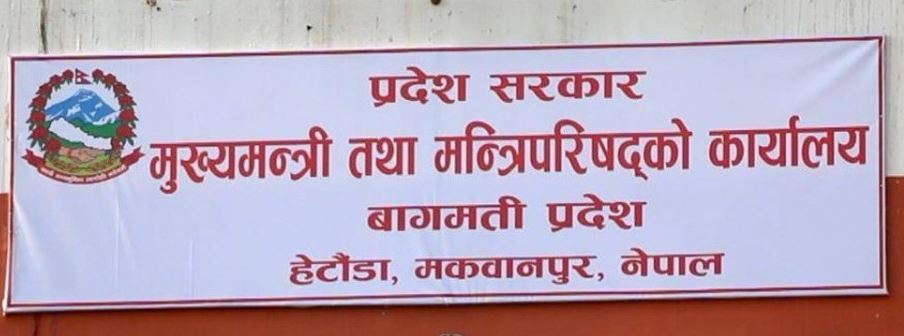 प्रदेश सरकार
मुख्यमन्त्री तथा मन्त्रिपरिषद्को कार्यालय
बागमती प्रदेश
हेटौंडा, मकवानपुर, नेपाल